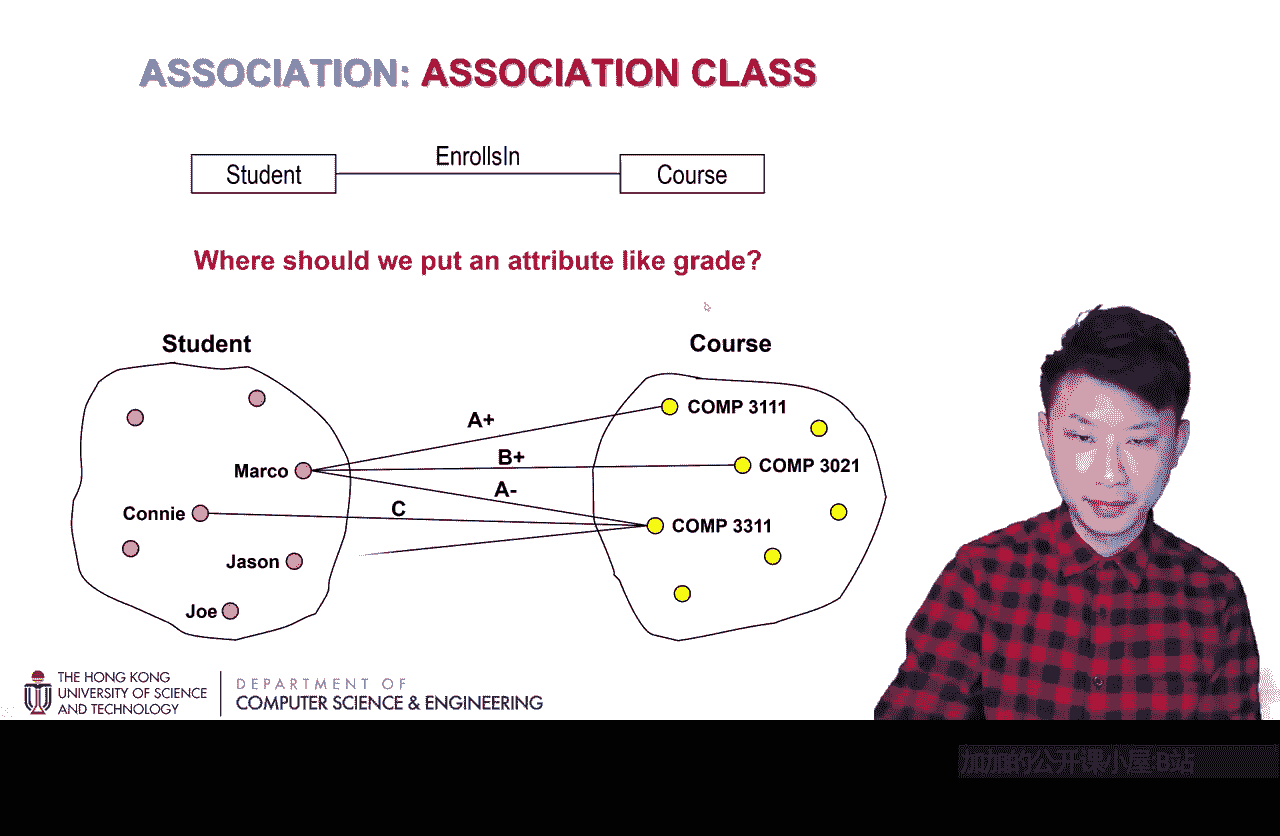 ASSOCIATION: ASSOCIATION CLASS
EnrollsIn
Student
Course
Where should we put an attribute like grade?
Student
Course
COMP 3111
A+
Marco
B+
COMP 3021
A-
Connie
C
COMP 3311
Jason
Joe
THE HONG KONG
UNIVERSITY OF SCIENCE
AND TECHNOLOGY
DEPARTMENT OF
COMPUTER SCIENCE & ENGINEERING
加加的公开课小屋 B站